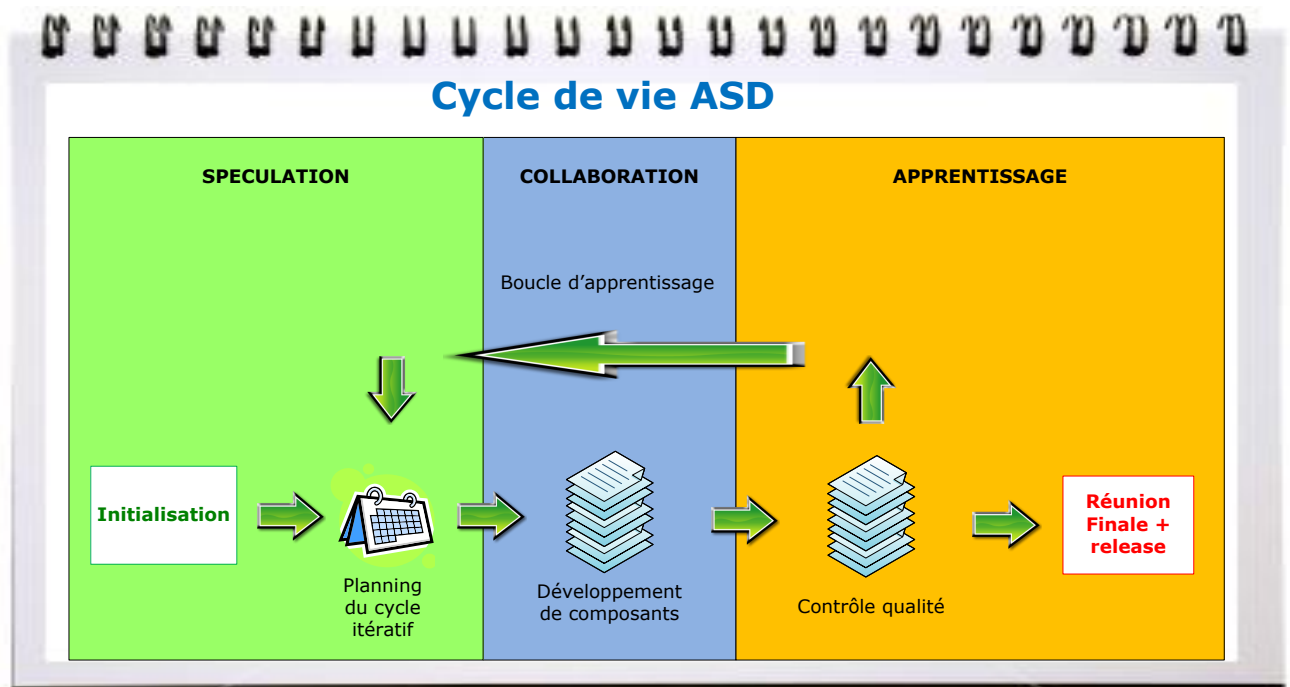 Cycle de vie ASD
SPECULATION
COLLABORATION
APPRENTISSAGE
Boucle d’apprentissage
Initialisation
Planning
du cycle
itératif
Développement
de composants
Contrôle qualité
Réunion
Finale +
release